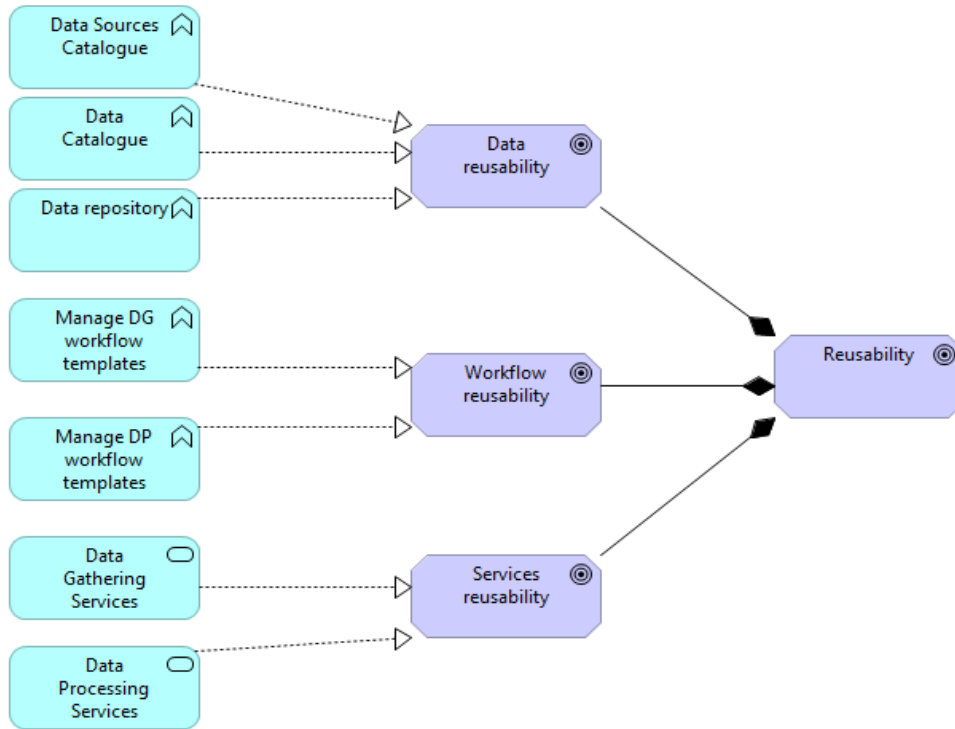 Data Sources
Catalogue
Data
Catalogue
Data repository
Manage DG
workflow
templates
Manage DP
workflow
templates
Data
Gathering
Services
Data
Processing
Services
Data
reusability
Workflow
reusability
Services
reusability
Reusability